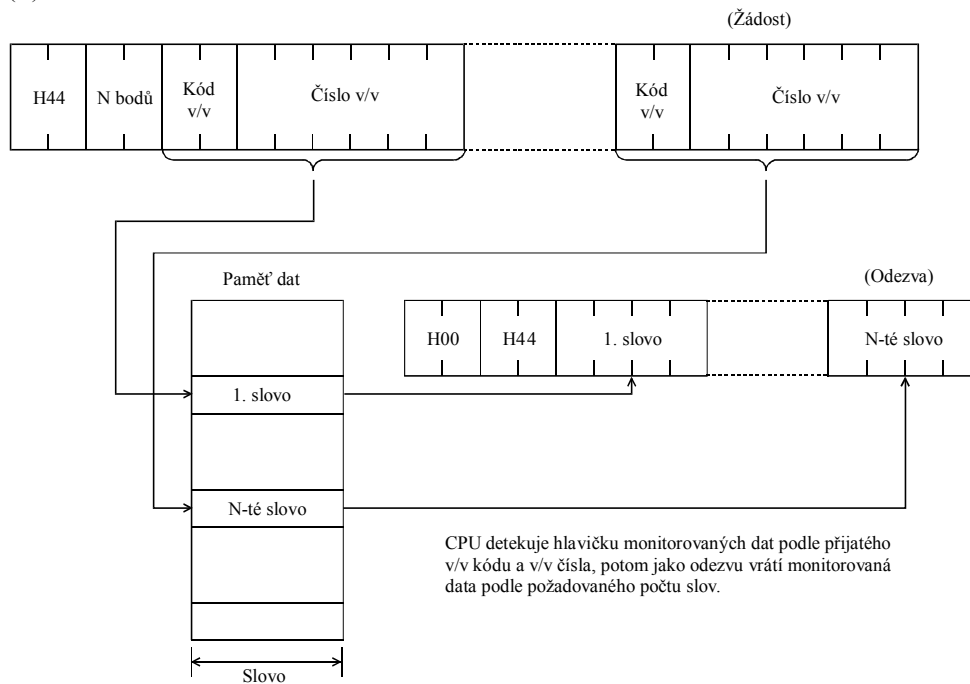 (Žádost)
H44
N bodů
Kód
v/v
Číslo v/v
Kód
v/v
Číslo v/v
Paměť dat
(Odezva)
H00
H44
1. slovo
N-té slovo
1. slovo
N-té slovo
CPU detekuje hlavičku monitorovaných dat podle přijatého
v/v kódu a v/v čísla, potom jako odezvu vrátí monitorovaná
data podle požadovaného počtu slov.
Slovo